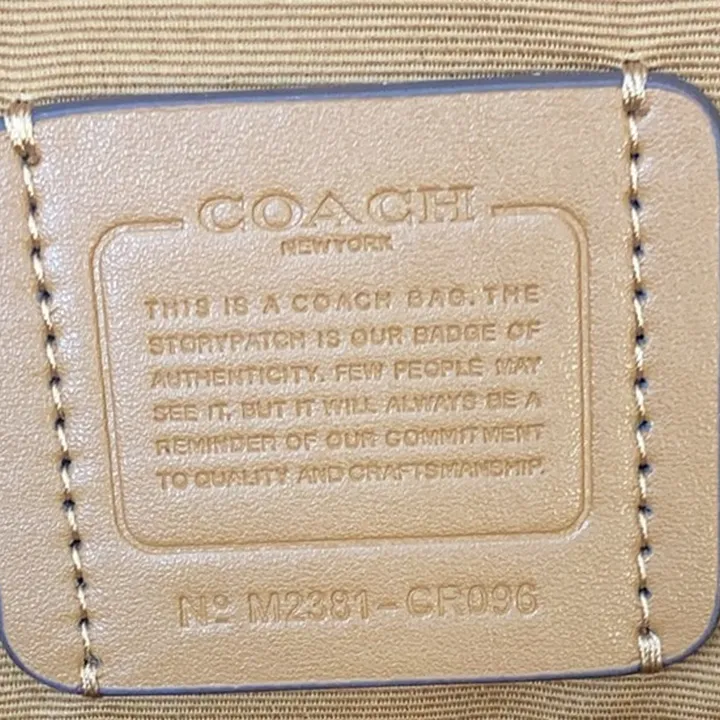 COACH
NEW YORK
THIS IS A COACH BAG. THE
STORYPATCH IS OUR BADGE OF
AUTHENTICITY. FEW PEOPLE MAY
SEE IT, BUT IT WILL ALWAYS BE A
REMINDER OF OUR COMMITMENT
TO QUALITY AND CRAFTSMANSHIP.
Nº M2381-CR096